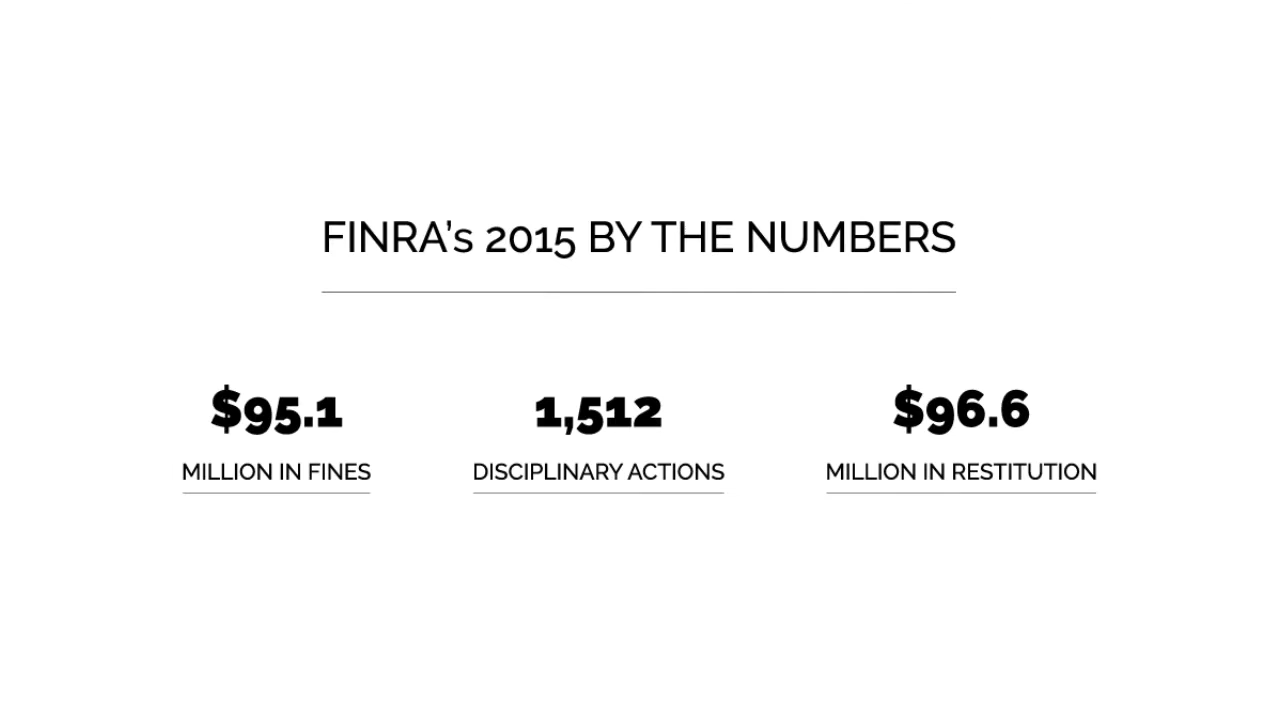 FINRA's 2015 BY THE NUMBERS
$95.1
MILLION IN FINES
1,512
DISCIPLINARY ACTIONS
$96.6
MILLION IN RESTITUTION